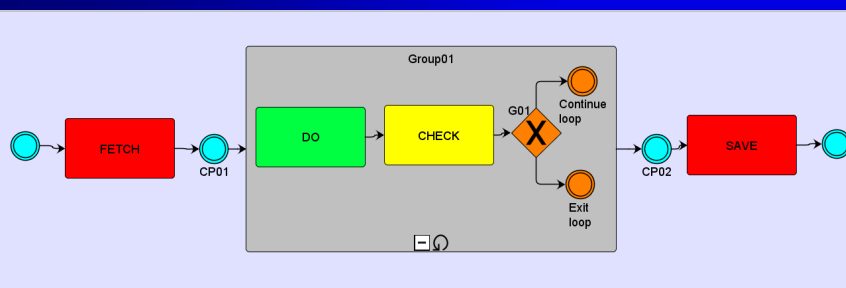 Group01
FETCH
CP01
DO
CHECK
G01
X
Continue
loop
Exit
loop
CP02
SAVE